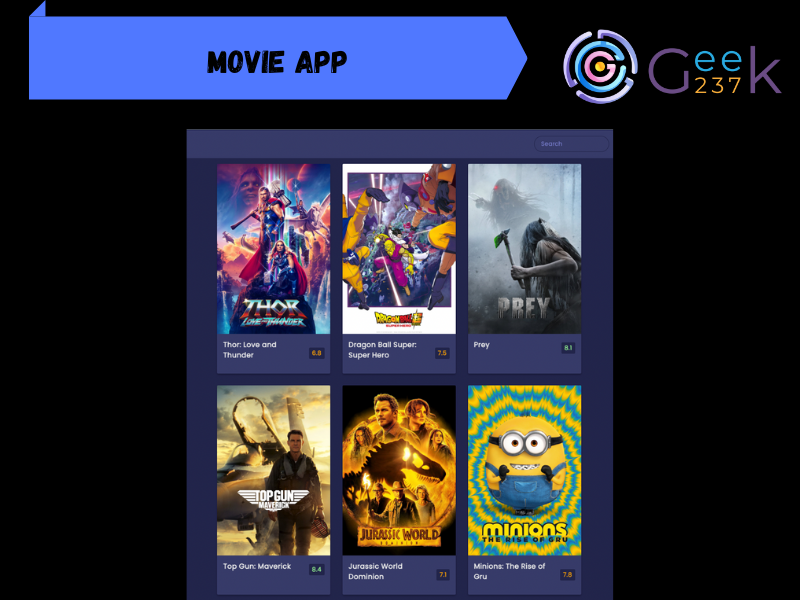 MOVIE APP
Geek
237
Search
THOR
LOVE AND THUNDER
DRAGON BALL SUPER
SUPER HERO
PREY
Thor: Love and
Thunder
6.8
Dragon Ball Super:
Super Hero
7.5
Prey
8.1
TOP GUN
MAVERICK
JURASSIC WORLD
DOMINION
MINIONS
THE RISE OF GRU
Top Gun: Maverick
8.4
Jurassic World
Dominion
7.1
Minions: The Rise of
Gru
7.8